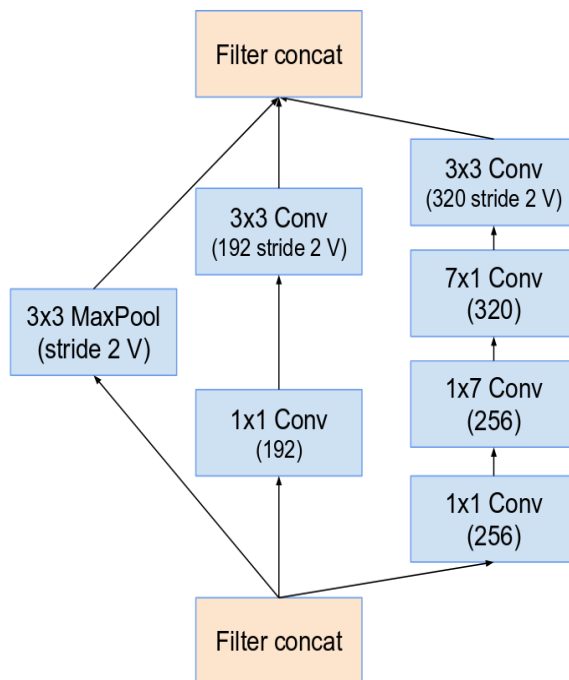 Filter concat
3x3 Conv
(320 stride 2 V)
3x3 Conv
(192 stride 2 V)
7x1 Conv
(320)
3x3 MaxPool
(stride 2 V)
1x7 Conv
(256)
1x1 Conv
(192)
1x1 Conv
(256)
Filter concat